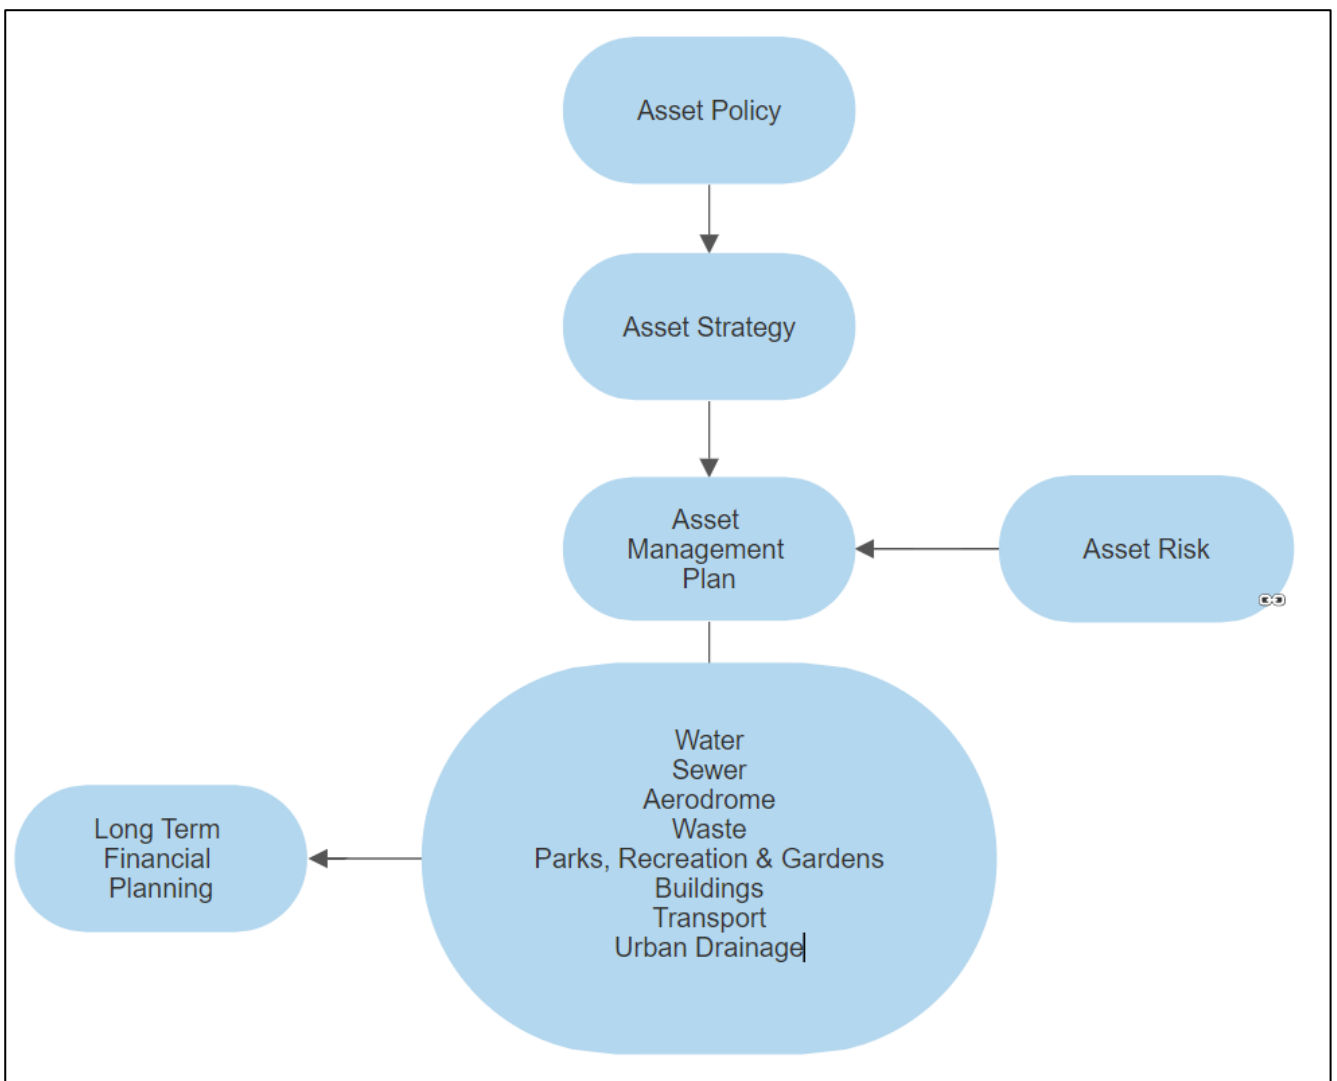 Asset Policy
Asset Strategy
Asset
Management
Plan
Asset Risk
Water
Sewer
Aerodrome
Waste
Parks, Recreation & Gardens
Buildings
Transport
Urban Drainage
Long Term
Financial
Planning